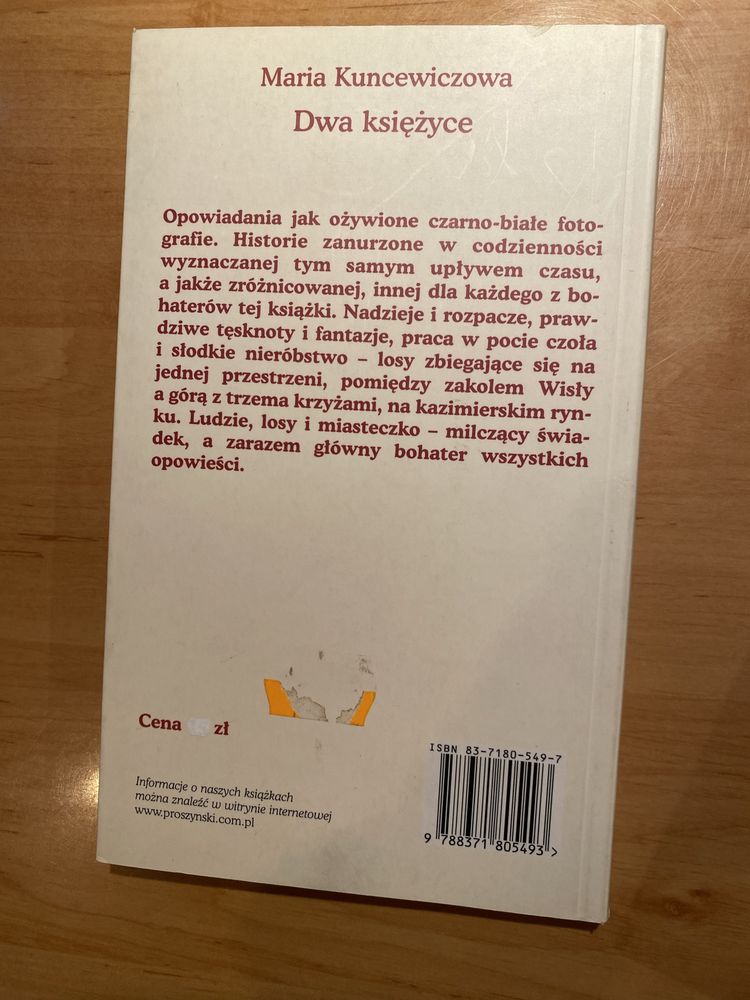 Maria Kuncewiczowa
Dwa księżyce
Opowiadania jak ożywione czarno-białe foto-
grafie. Historie zanurzone w codzienności
wyznaczanej tym samym upływem czasu,
a jakże zróżnicowanej, innej dla każdego z bo-
haterów tej książki. Nadzieje i rozpacze, praw-
dziwe tęsknoty i fantazje, praca w pocie czoła
i słodkie nieróbstwo – losy zbiegające się na
jednej przestrzeni, pomiędzy zakolem Wisły
a górą z trzema krzyżami, na kazimierskim ryn-
ku. Ludzie, losy i miasteczko – milczący świa-
dek, a zarazem główny bohater wszystkich
opowieści.
Cena zł
Informacje o naszych książkach
można znaleźć w witrynie internetowej
www.proszynski.com.pl
ISBN 83-7180-549-7
9 788371 805493 >